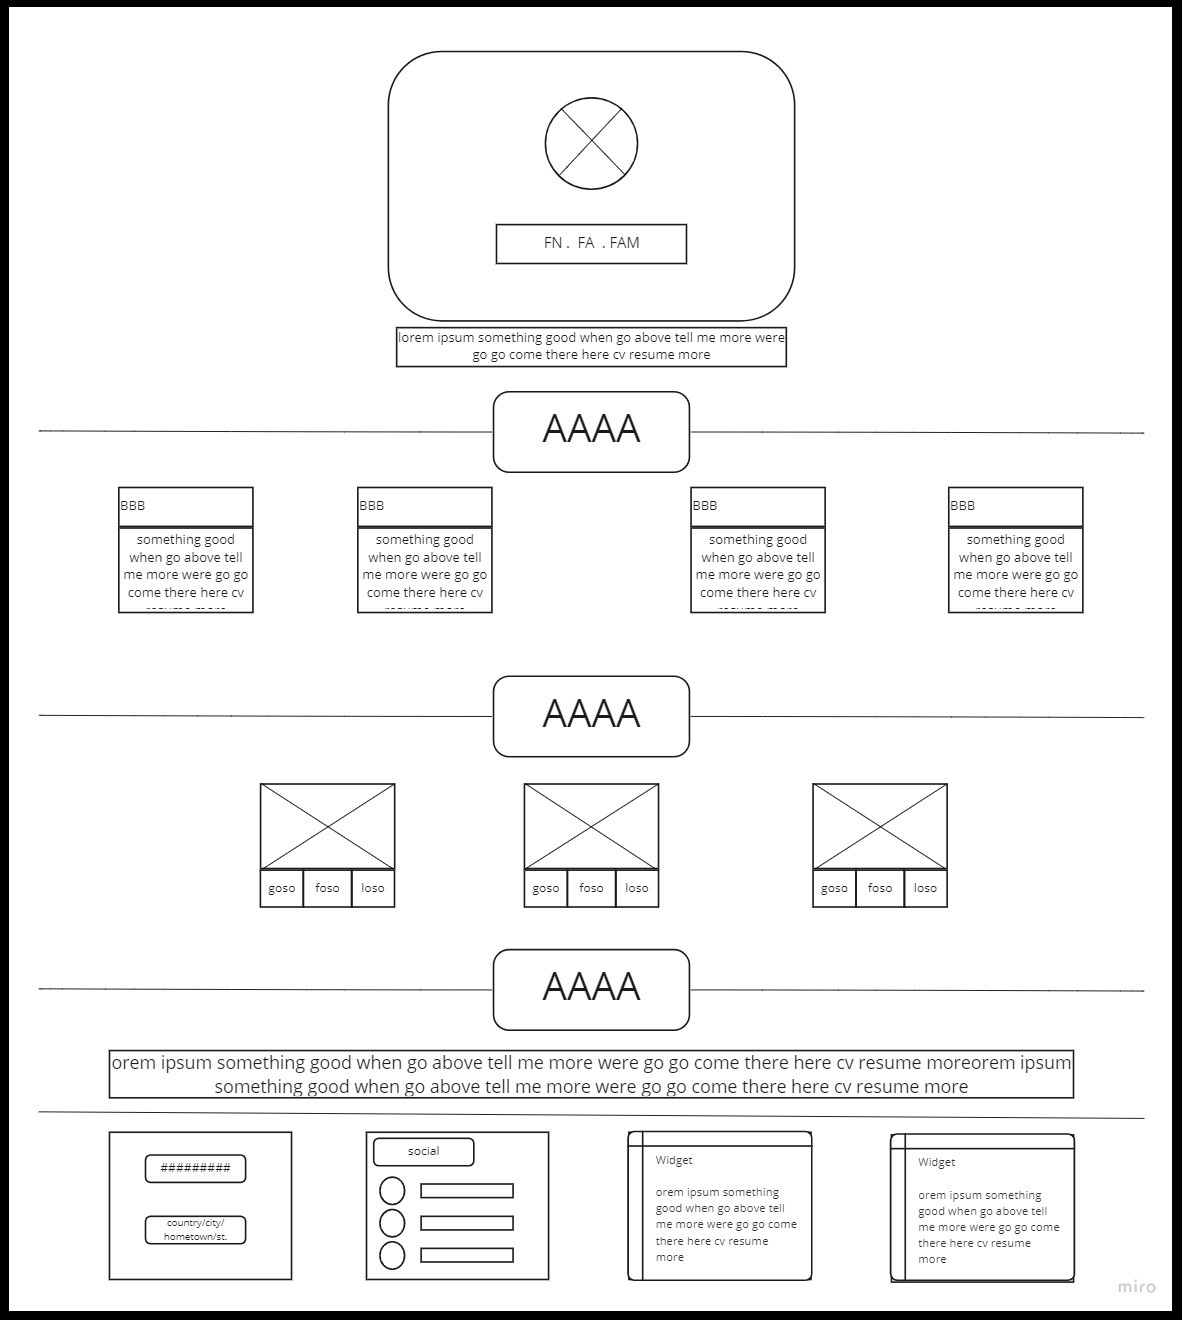 FN . FA . FAM
lorem ipsum something good when go above tell me more were
go go come there here cv resume more
AAAA
BBB
something good
when go above tell
me more were go go
come there here cv
resume more
BBB
something good
when go above tell
me more were go go
come there here cv
resume more
BBB
something good
when go above tell
me more were go go
come there here cv
resume more
BBB
something good
when go above tell
me more were go go
come there here cv
resume more
AAAA
goso foso loso
goso foso loso
goso foso loso
AAAA
orem ipsum something good when go above tell me more were go go come there here cv resume moreorem ipsum
something good when go above tell me more were go go come there here cv resume more
#########
country/city/
hometown/st.
social
Widget
orem ipsum something
good when go above tell
me more were go go come
there here cv resume
more
Widget
orem ipsum something
good when go above tell
me more were go go come
there here cv resume
more
miro